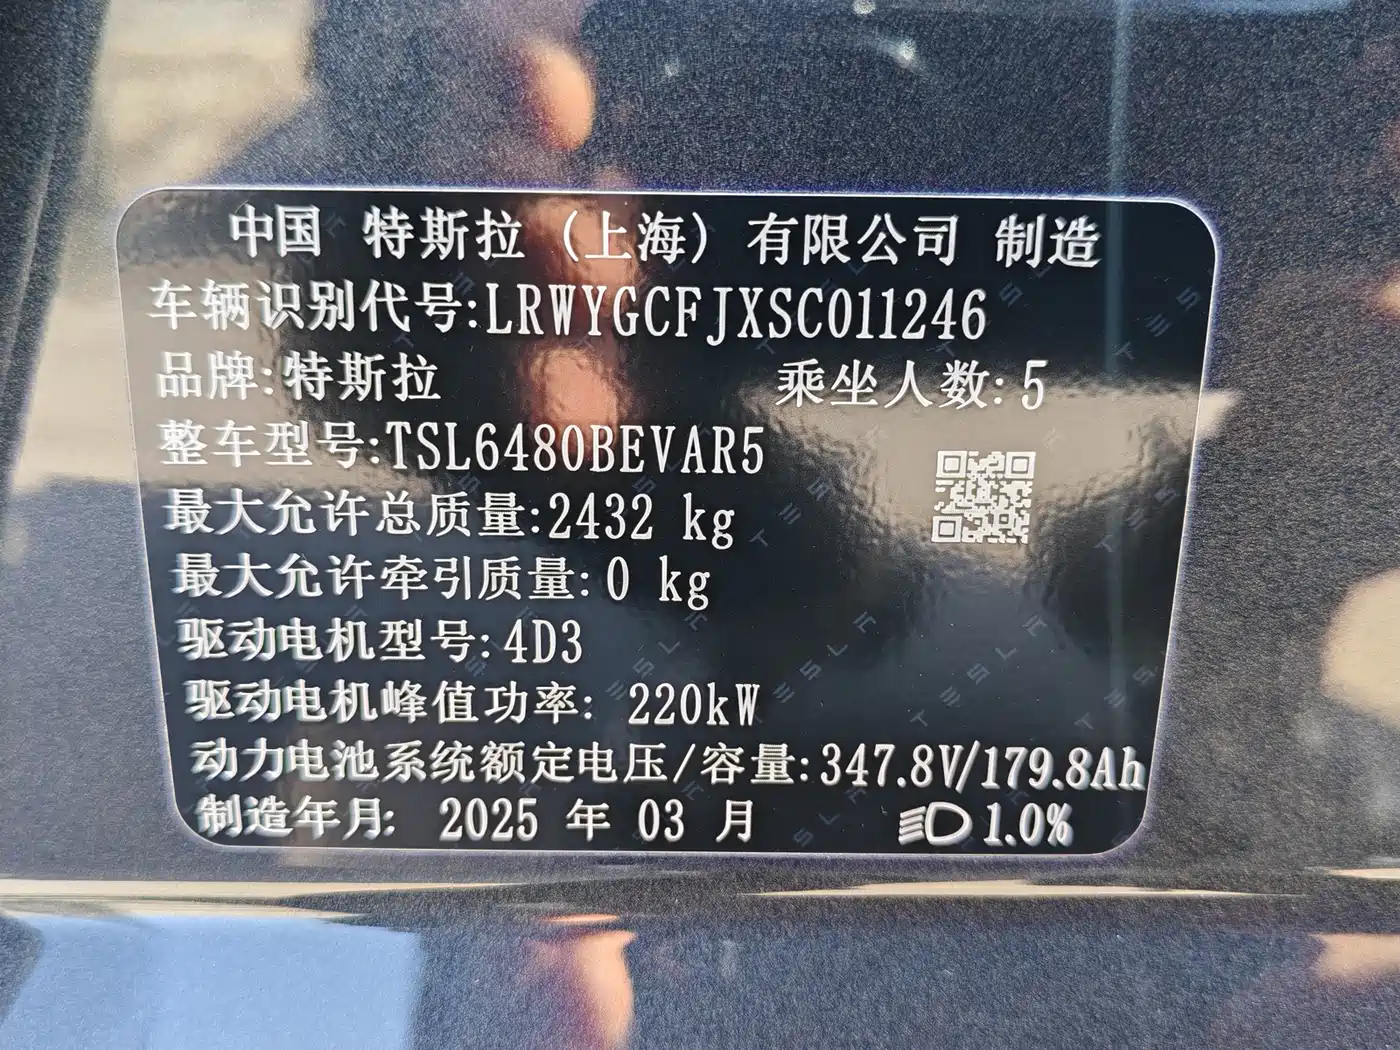 中国 特斯拉（上海）有限公司 制造
车辆识别代号:LRWYGCFJXSC011246
品牌:特斯拉 乘坐人数:5
整车型号:TSL6480BEVAR5
最大允许总质量:2432 kg
最大允许牵引质量:0 kg
驱动电机型号:4D3
驱动电机峰值功率: 220kW
动力电池系统额定电压/容量:347.8V/179.8Ah
制造年月: 2025 年 03 月 1.0%